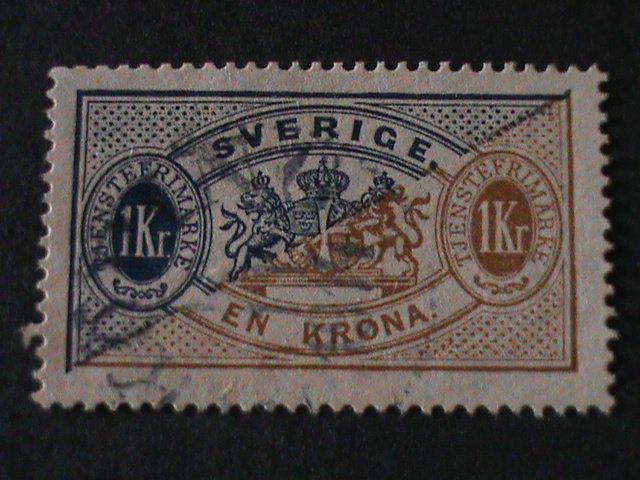 SVERIGE.
TJENSTEFRIMARKE
1Kr.
TJENSTEFRIMARKE
1Kr.
EN KRONA.